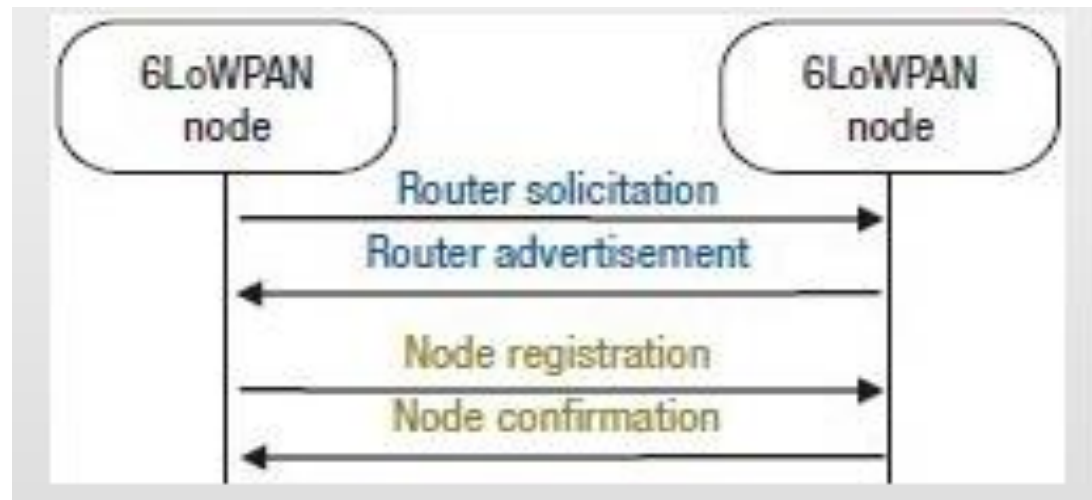 6LoWPAN
node
6LoWPAN
node
Router solicitation
Router advertisement
Node registration
Node confirmation